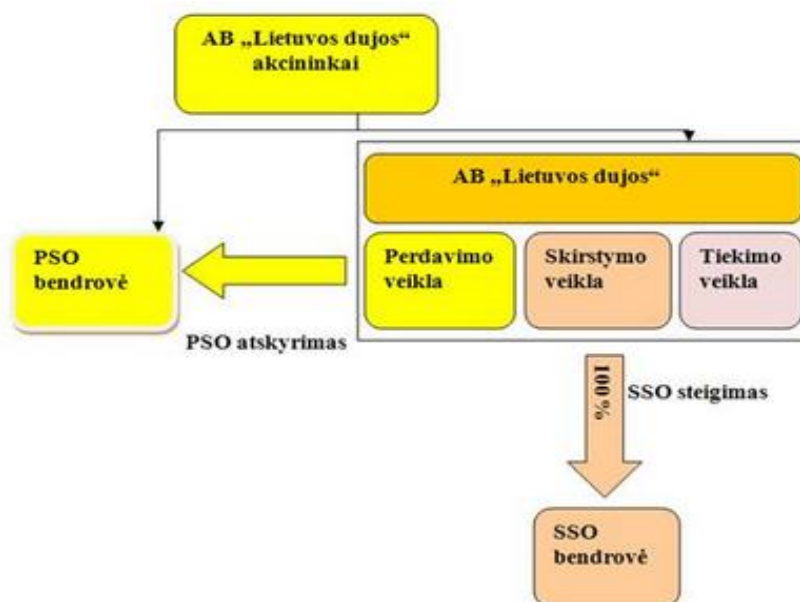 AB „Lietuvos dujos“
akcininkai
AB „Lietuvos dujos“
PSO
bendrovė
Perdavimo
veikla
Skirstymo
veikla
Tiekimo
veikla
PSO atskyrimas
100 %
SSO steigimas
SSO
bendrovė